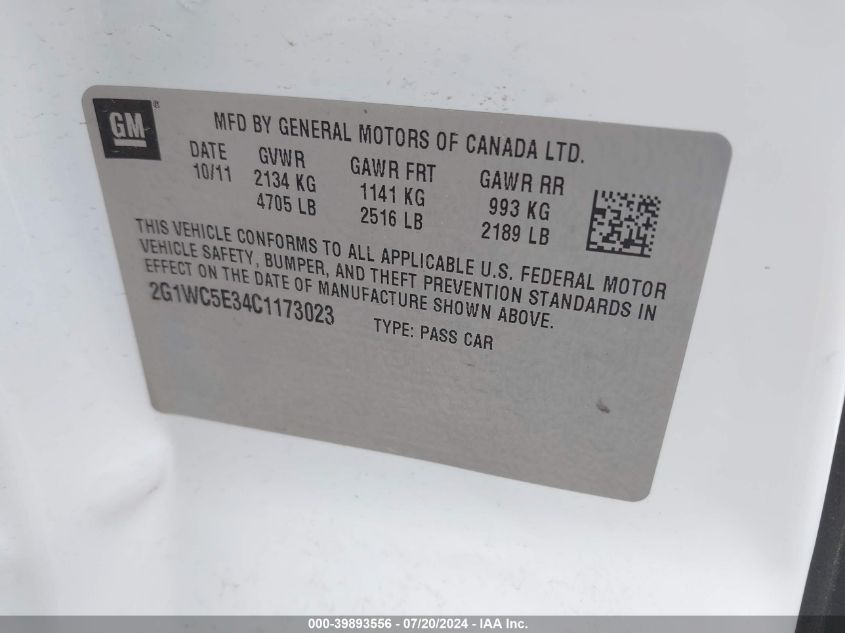 GM®
MFD BY GENERAL MOTORS OF CANADA LTD.
DATE GVWR GAWR FRT GAWR RR
10/11 2134 KG 1141 KG 993 KG
4705 LB 2516 LB 2189 LB
THIS VEHICLE CONFORMS TO ALL APPLICABLE U.S. FEDERAL MOTOR
VEHICLE SAFETY, BUMPER, AND THEFT PREVENTION STANDARDS IN
EFFECT ON THE DATE OF MANUFACTURE SHOWN ABOVE.
2G1WC5E34C1173023 TYPE: PASS CAR
000-39893556 - 07/20/2024 - IAA Inc.